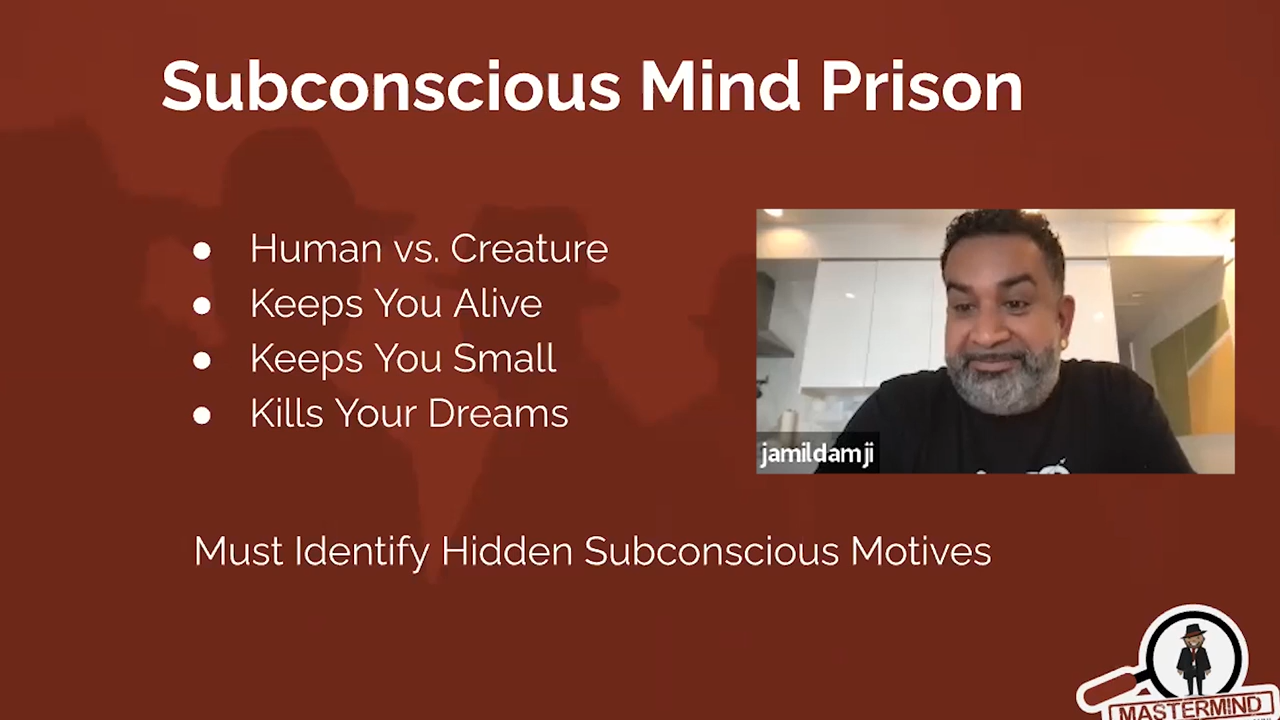 Subconscious Mind Prison
● Human vs. Creature
● Keeps You Alive
● Keeps You Small
● Kills Your Dreams
jamildamji
Must Identify Hidden Subconscious Motives
MASTERMIND